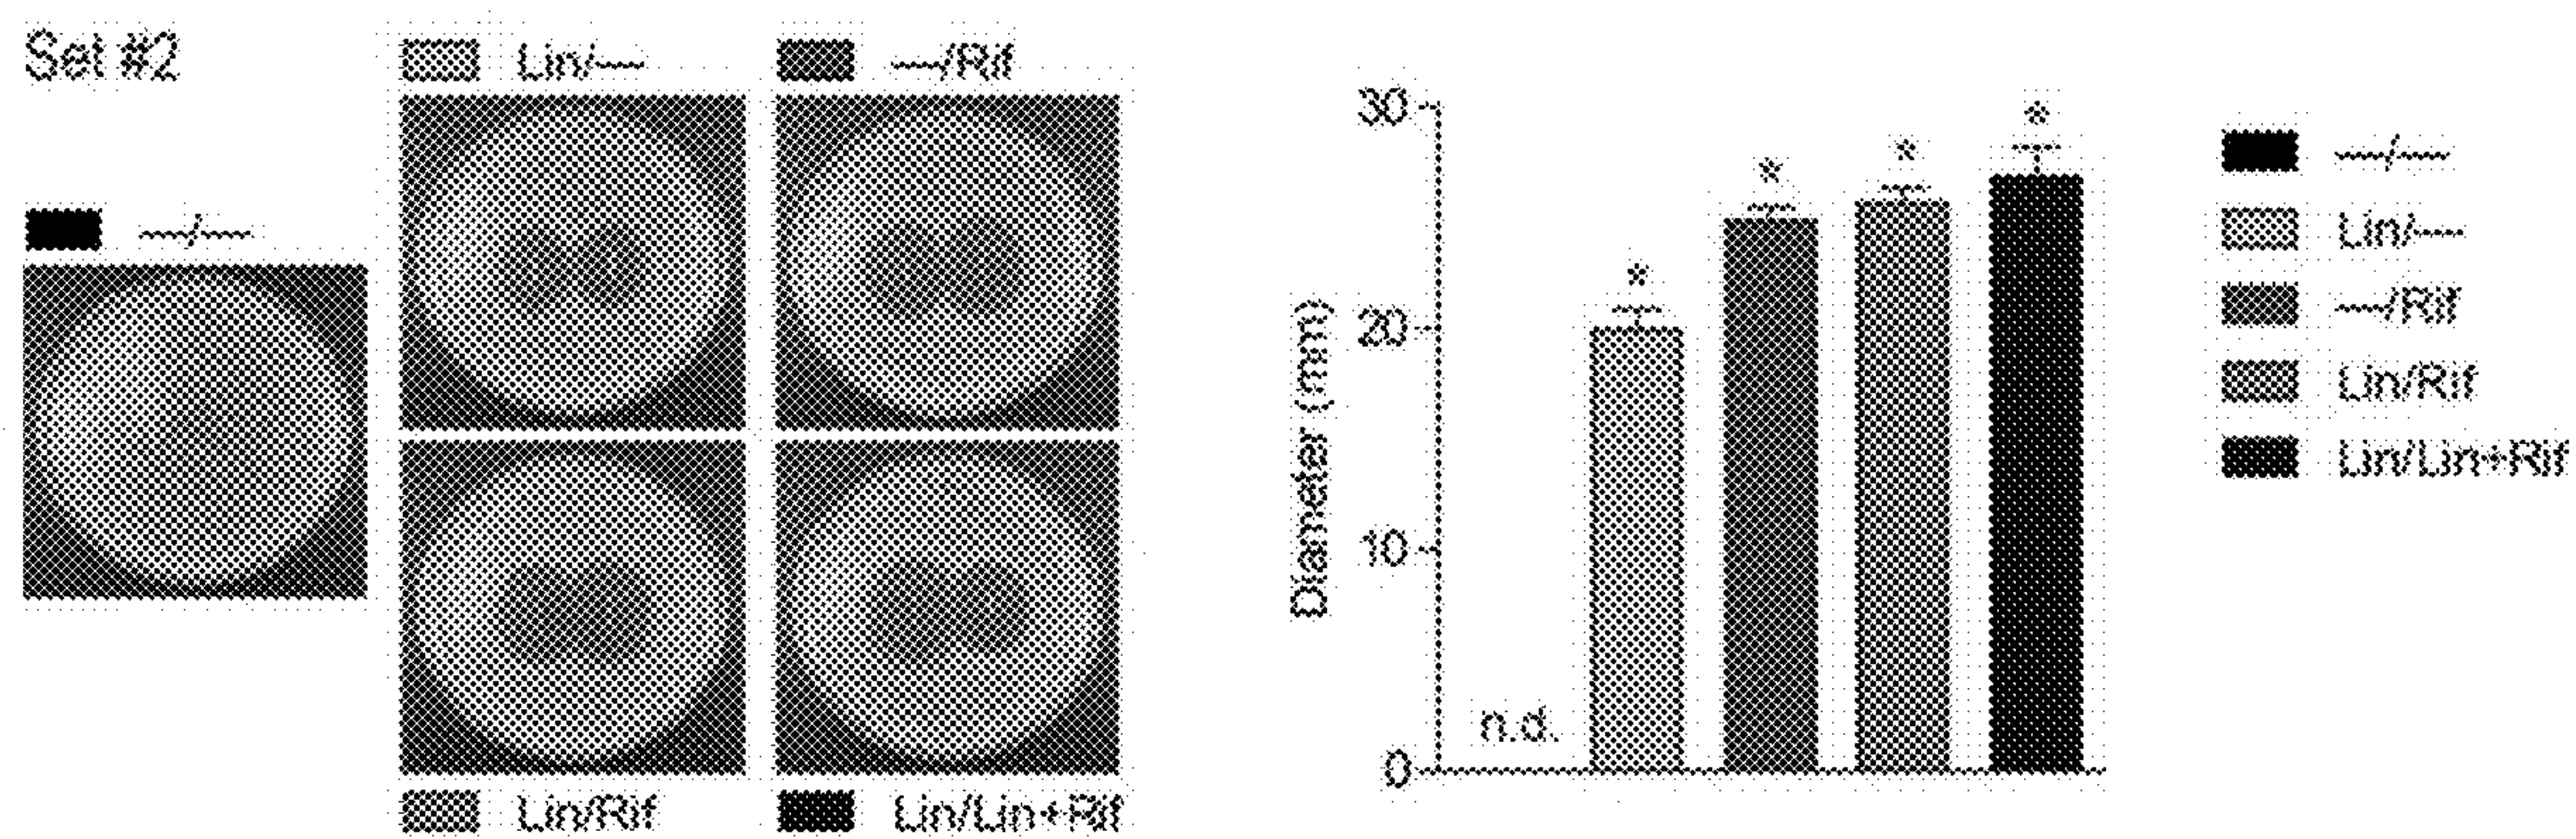 Set #2
—/—
Lin/—
—/Rif
Lin/Rif
Lin/Lin+Rif
Diameter (mm)
30
20
10
0
n.d.
*
*
*
*
—/—
Lin/—
—/Rif
Lin/Rif
Lin/Lin+Rif